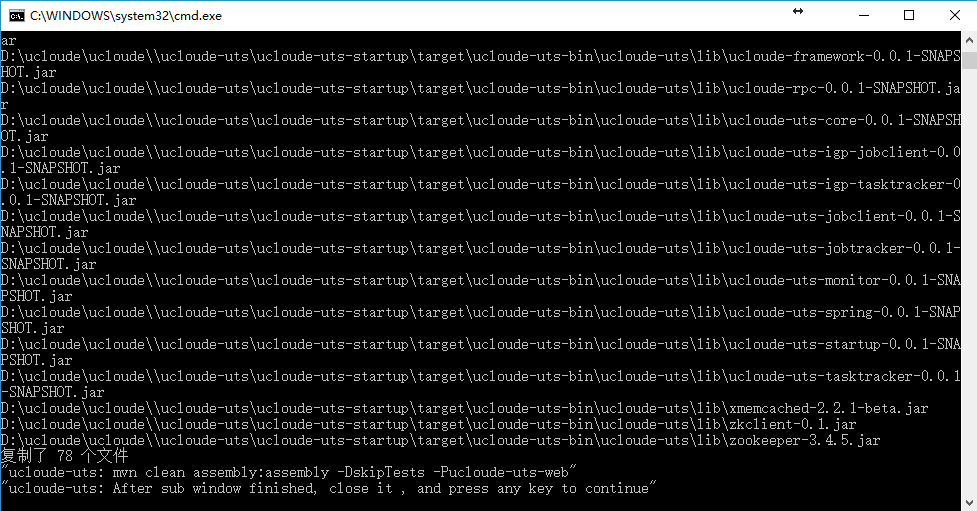 C:\WINDOWS\system32\cmd.exe
ar
D:\ucloude\ucloude\\ucloude-uts\ucloude-uts-startup\target\ucloude-uts-bin\ucloude-uts\lib\ucloude-framework-0.0.1-SNAPS
HOT.jar
D:\ucloude\ucloude\\ucloude-uts\ucloude-uts-startup\target\ucloude-uts-bin\ucloude-uts\lib\ucloude-rpc-0.0.1-SNAPSHOT.ja
r
D:\ucloude\ucloude\\ucloude-uts\ucloude-uts-startup\target\ucloude-uts-bin\ucloude-uts\lib\ucloude-uts-core-0.0.1-SNAPSH
OT.jar
D:\ucloude\ucloude\\ucloude-uts\ucloude-uts-startup\target\ucloude-uts-bin\ucloude-uts\lib\ucloude-uts-igp-jobclient-0.0
.1-SNAPSHOT.jar
D:\ucloude\ucloude\\ucloude-uts\ucloude-uts-startup\target\ucloude-uts-bin\ucloude-uts\lib\ucloude-uts-igp-tasktracker-0
.0.1-SNAPSHOT.jar
D:\ucloude\ucloude\\ucloude-uts\ucloude-uts-startup\target\ucloude-uts-bin\ucloude-uts\lib\ucloude-uts-jobclient-0.0.1-S
NAPSHOT.jar
D:\ucloude\ucloude\\ucloude-uts\ucloude-uts-startup\target\ucloude-uts-bin\ucloude-uts\lib\ucloude-uts-jobtracker-0.0.1-
SNAPSHOT.jar
D:\ucloude\ucloude\\ucloude-uts\ucloude-uts-startup\target\ucloude-uts-bin\ucloude-uts\lib\ucloude-uts-monitor-0.0.1-SNA
PSHOT.jar
D:\ucloude\ucloude\\ucloude-uts\ucloude-uts-startup\target\ucloude-uts-bin\ucloude-uts\lib\ucloude-uts-spring-0.0.1-SNAP
SHOT.jar
D:\ucloude\ucloude\\ucloude-uts\ucloude-uts-startup\target\ucloude-uts-bin\ucloude-uts\lib\ucloude-uts-startup-0.0.1-SNA
PSHOT.jar
D:\ucloude\ucloude\\ucloude-uts\ucloude-uts-startup\target\ucloude-uts-bin\ucloude-uts\lib\ucloude-uts-tasktracker-0.0.1
-SNAPSHOT.jar
D:\ucloude\ucloude\\ucloude-uts\ucloude-uts-startup\target\ucloude-uts-bin\ucloude-uts\lib\xmemcached-2.2.1-beta.jar
D:\ucloude\ucloude\\ucloude-uts\ucloude-uts-startup\target\ucloude-uts-bin\ucloude-uts\lib\zkclient-0.1.jar
D:\ucloude\ucloude\\ucloude-uts\ucloude-uts-startup\target\ucloude-uts-bin\ucloude-uts\lib\zookeeper-3.4.5.jar
复制了 78 个文件
"ucloude-uts: mvn clean assembly:assembly -DskipTests -Pucloude-uts-web"
"ucloude-uts: After sub window finished, close it , and press any key to continue"